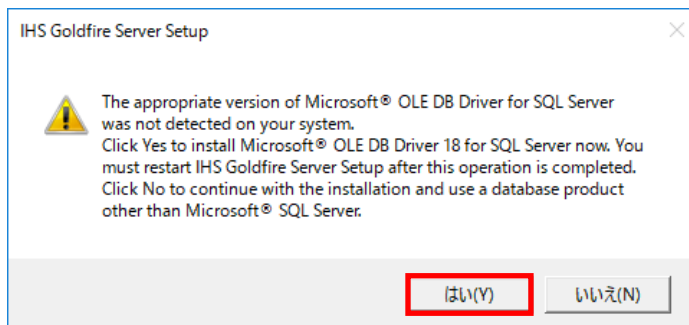 IHS Goldfire Server Setup
The appropriate version of Microsoft® OLE DB Driver for SQL Server
was not detected on your system.
Click Yes to install Microsoft® OLE DB Driver 18 for SQL Server now. You
must restart IHS Goldfire Server Setup after this operation is completed.
Click No to continue with the installation and use a database product
other than Microsoft® SQL Server.
はい(Y) いいえ(N)